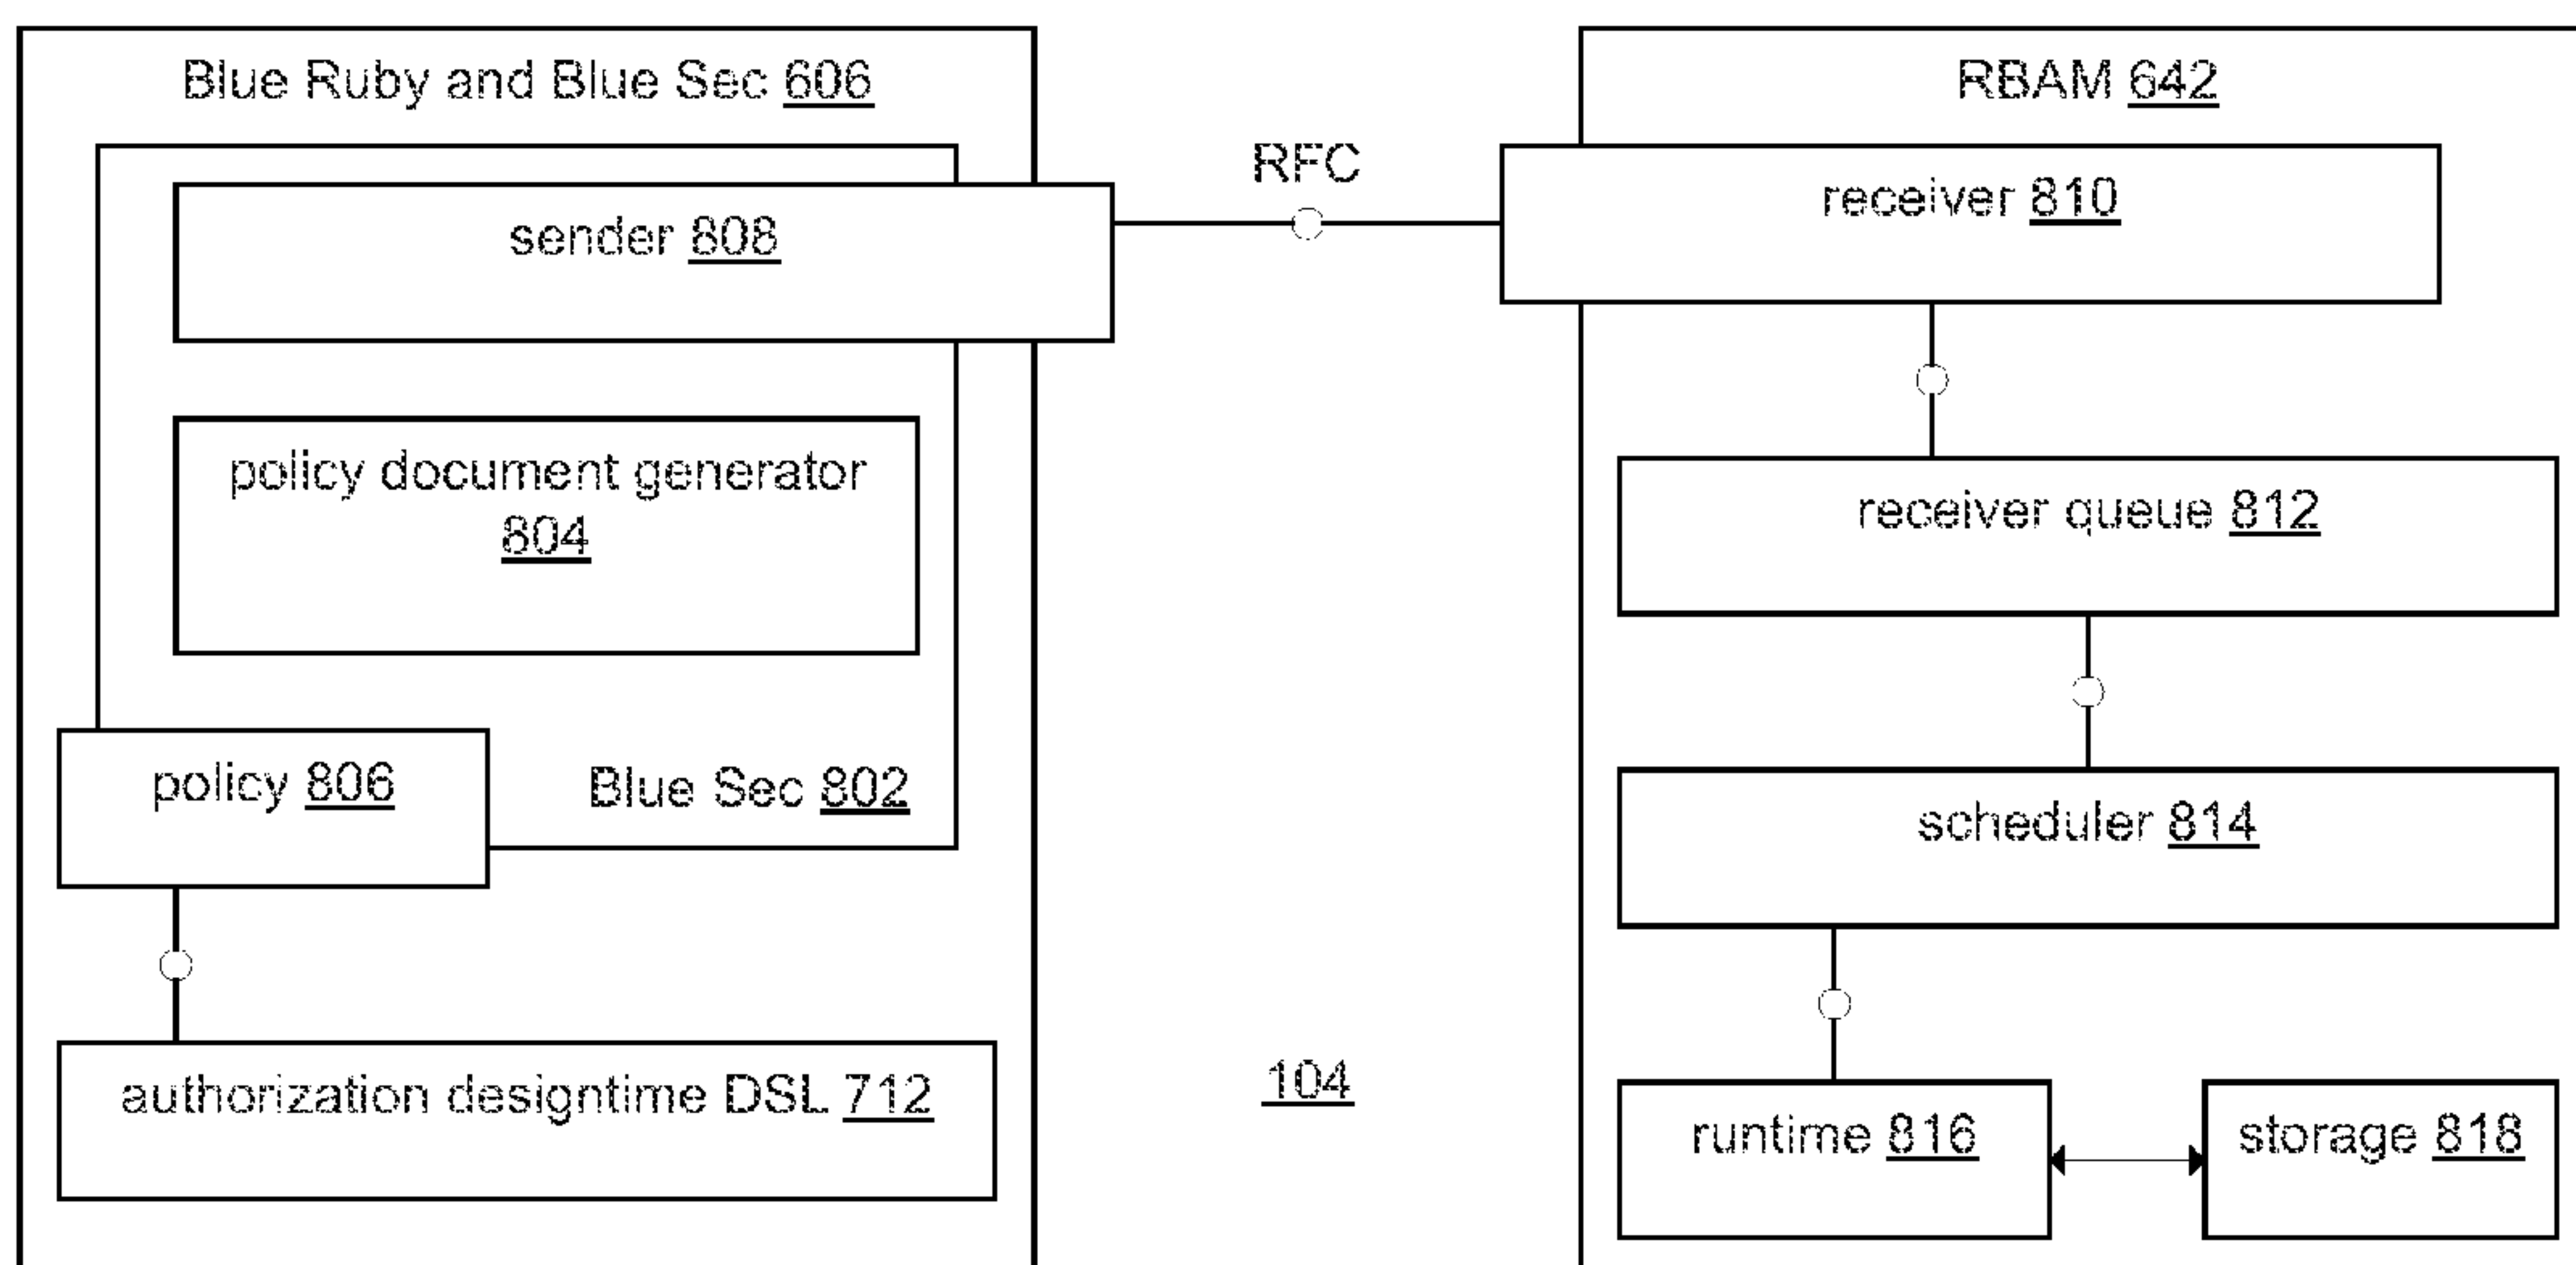 Blue Ruby and Blue Sec 606
sender 808
policy document generator
804
policy 806
Blue Sec 802
authorization designtime DSL 712
RFC
104
RBAM 642
receiver 810
receiver queue 812
scheduler 814
runtime 816
storage 818